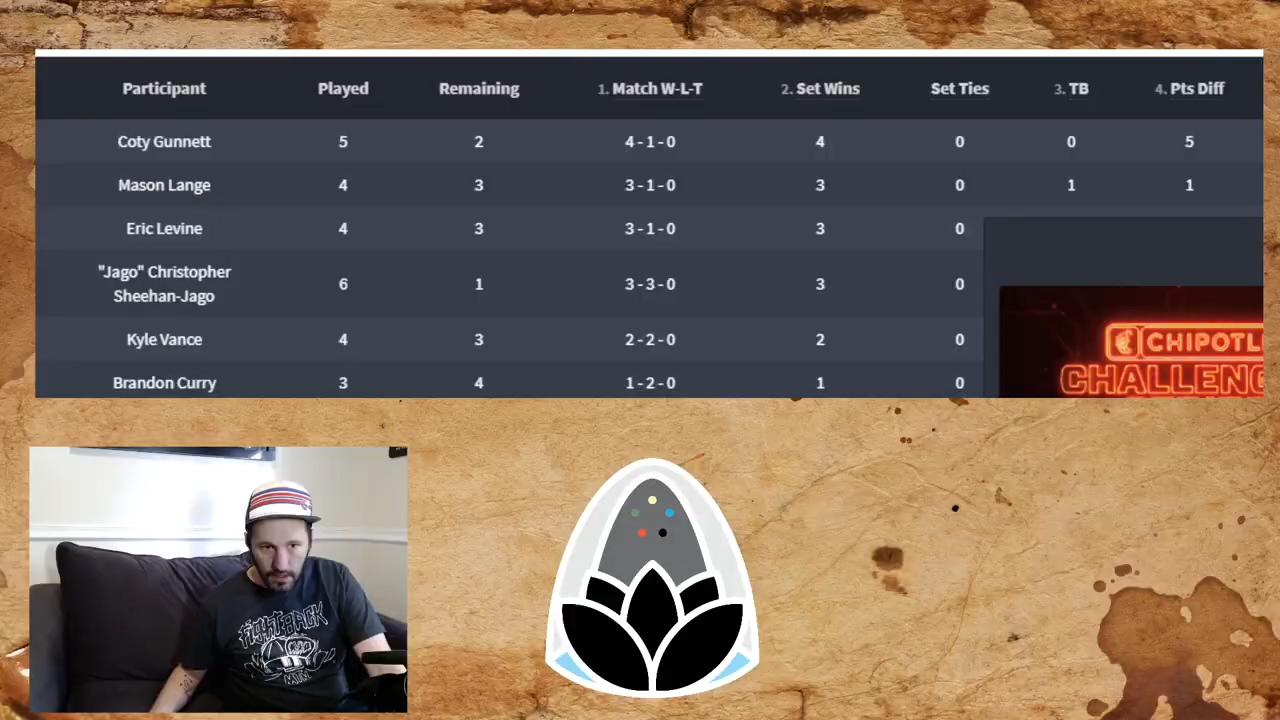 Participant Played Remaining 1. Match W-L-T 2. Set Wins Set Ties 3. TB 4. Pts Diff
Coty Gunnett 5 2 4 - 1 - 0 4 0 0 5
Mason Lange 4 3 3 - 1 - 0 3 0 1 1
Eric Levine 4 3 3 - 1 - 0 3 0
"Jago" Christopher
Sheehan-Jago 6 1 3 - 3 - 0 3 0
Kyle Vance 4 3 2 - 2 - 0 2 0
Brandon Curry 3 4 1 - 2 - 0 1 0
CHIPOTL
CHALLENG
FIGHTBACK
MTN